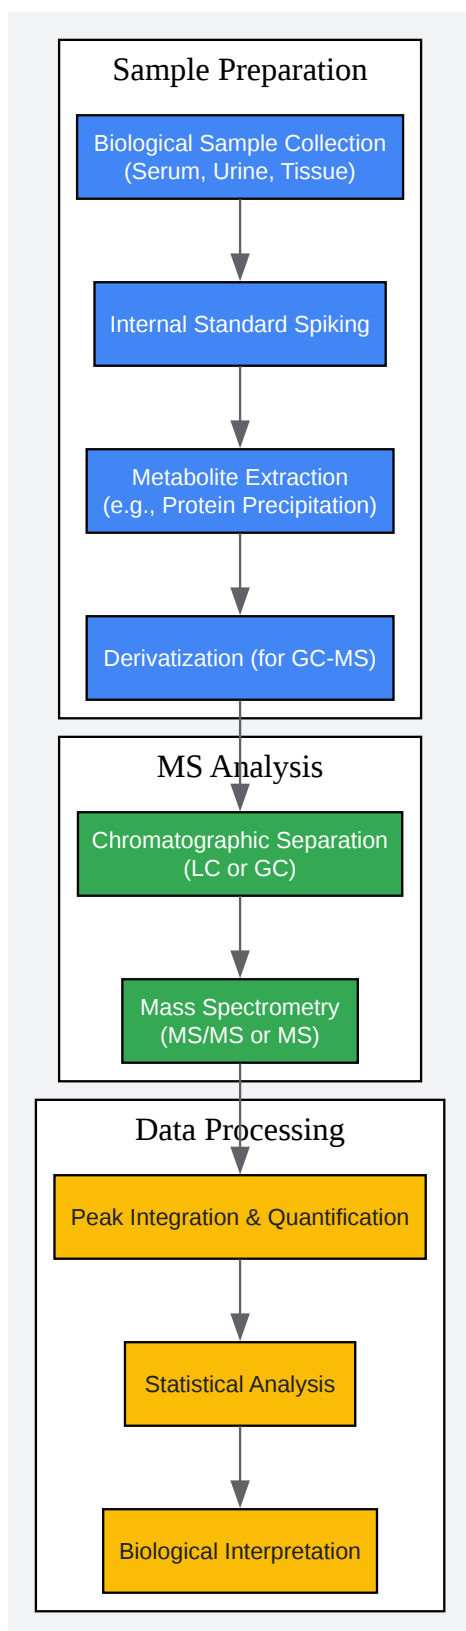 Sample Preparation
Biological Sample Collection
(Serum, Urine, Tissue)
Internal Standard Spiking
Metabolite Extraction
(e.g., Protein Precipitation)
Derivatization (for GC-MS)
MS Analysis
Chromatographic Separation
(LC or GC)
Mass Spectrometry
(MS/MS or MS)
Data Processing
Peak Integration & Quantification
Statistical Analysis
Biological Interpretation